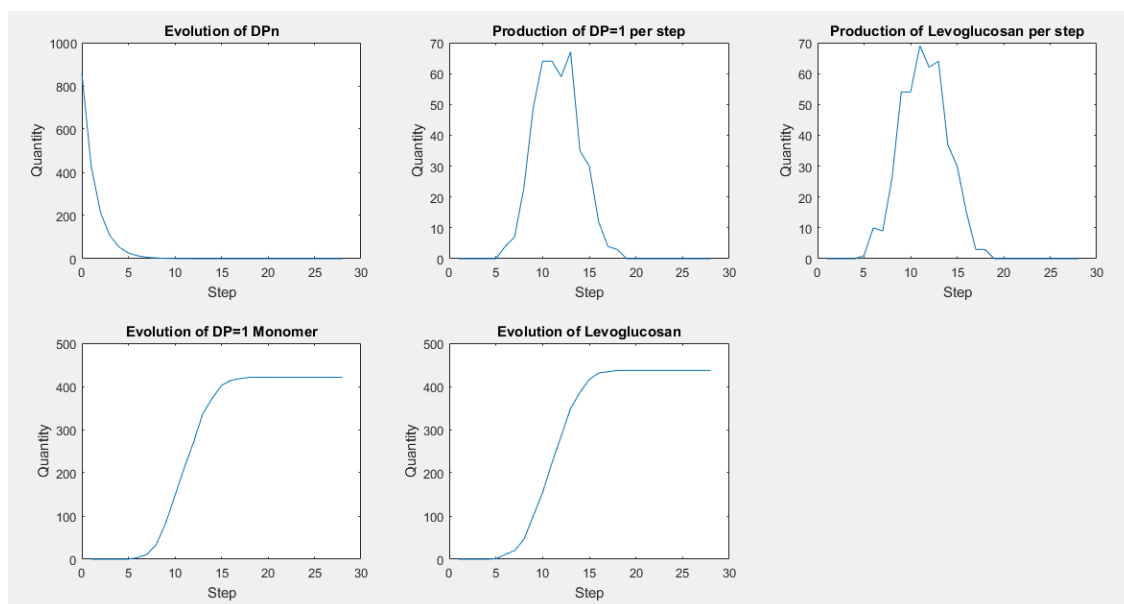 Evolution of DPn
1000
800
600
400
200
0
Quantity
0 5 10 15 20 25 30
Step
Production of DP=1 per step
70
60
50
40
30
20
10
0
Quantity
0 5 10 15 20 25 30
Step
Production of Levoglucosan per step
70
60
50
40
30
20
10
0
Quantity
0 5 10 15 20 25 30
Step
Evolution of DP=1 Monomer
500
400
300
200
100
0
Quantity
0 5 10 15 20 25 30
Step
Evolution of Levoglucosan
500
400
300
200
100
0
Quantity
0 5 10 15 20 25 30
Step